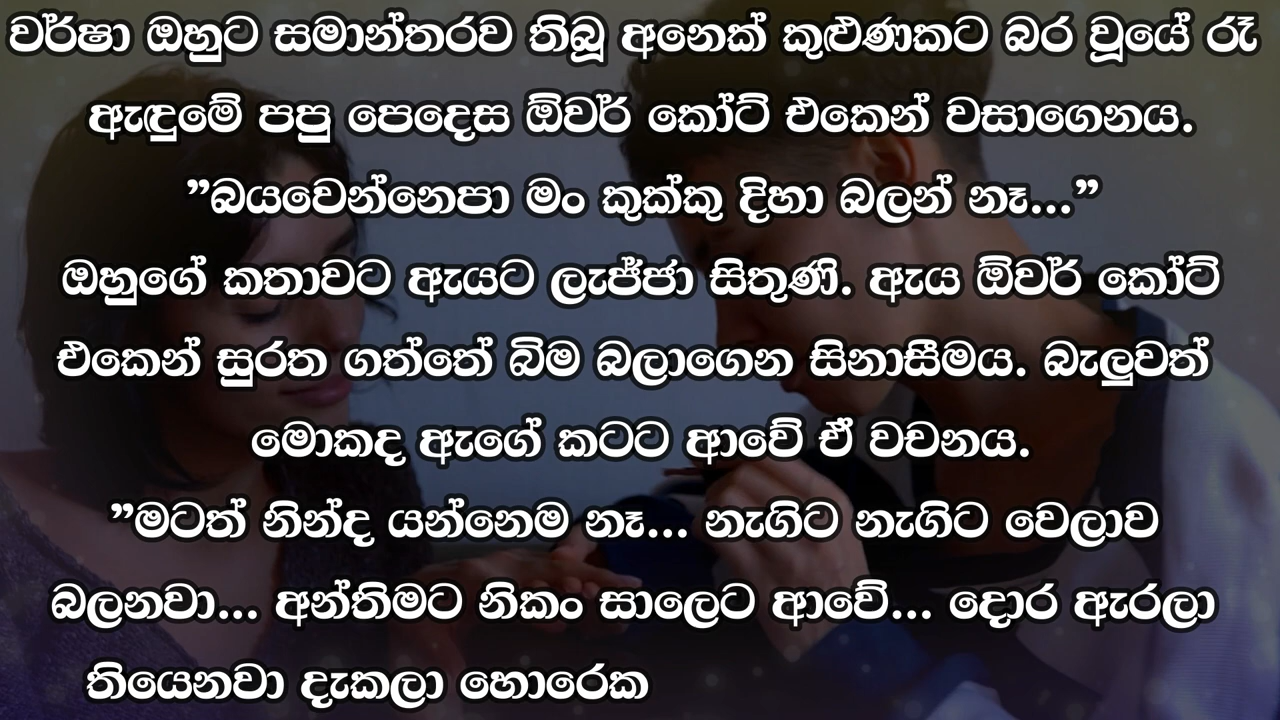 වර්ෂා ඔහුට සමාන්තරව තිබූ අනෙක් කුළුණකට බර වූයේ රෑ
ඇඳුමේ පපු පෙදෙස ඕවර් කෝට් එකෙන් වසාගෙනය.
”බයවෙන්නෙපා මං කුක්කු දිහා බලන් නෑ...”
ඔහුගේ කතාවට ඇයට ලැජ්ජා සිතුණි. ඇය ඕවර් කෝට්
එකෙන් සුරත ගත්තේ බිම බලාගෙන සිනාසීමය. බැලුවත්
මොකද ඇගේ කටට ආවේ ඒ වචනය.
”මටත් නින්ද යන්නෙම නෑ... නැගිට නැගිට වෙලාව
බලනවා... අන්තිමට නිකං සාලෙට ආවේ... දොර ඇරලා
තියෙනවා දැකලා හොරෙක